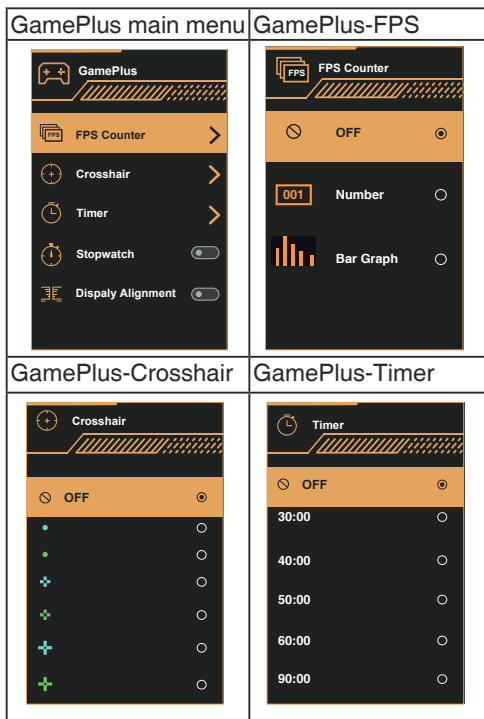 GamePlus main menu
GamePlus-FPS
GamePlus
FPS
FPS Counter
Crosshair
Timer
Stopwatch
Dispaly Alignment
FPS
FPS Counter
OFF
001 Number
Bar Graph
GamePlus-Crosshair
GamePlus-Timer
Crosshair
OFF
Timer
OFF
30:00
40:00
50:00
60:00
90:00